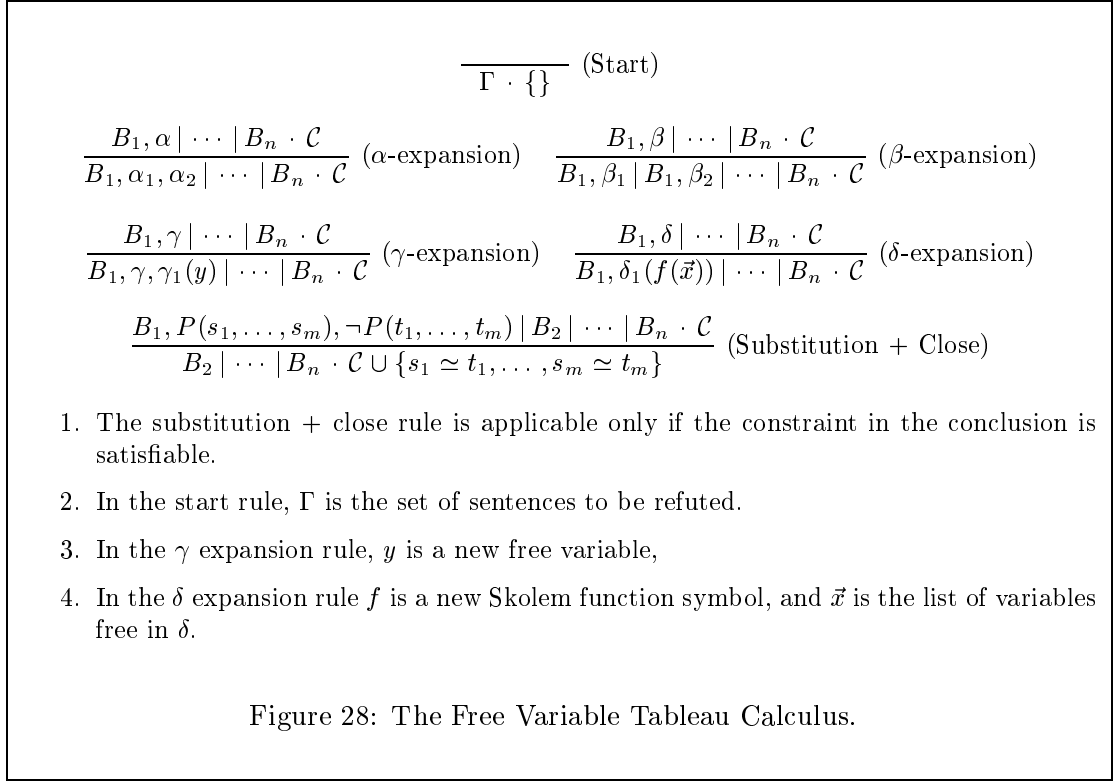 (Start)
Γ · {}
B₁, α | ··· | Bₙ · 𝒞 (α-expansion) B₁, β | ··· | Bₙ · 𝒞 (β-expansion)
B₁, α₁, α₂ | ··· | Bₙ · 𝒞 B₁, β₁ | B₁, β₂ | ··· | Bₙ · 𝒞
B₁, γ | ··· | Bₙ · 𝒞 (γ-expansion) B₁, δ | ··· | Bₙ · 𝒞 (δ-expansion)
B₁, γ, γ₁(y) | ··· | Bₙ · 𝒞 B₁, δ₁(f(x⃗)) | ··· | Bₙ · 𝒞
B₁, P(s₁, ..., sₘ), ¬P(t₁, ..., tₘ) | B₂ | ··· | Bₙ · 𝒞 (Substitution + Close)
B₂ | ··· | Bₙ · 𝒞 ∪ {s₁ ≃ t₁, ..., sₘ ≃ tₘ}
1. The substitution + close rule is applicable only if the constraint in the conclusion is
satisfiable.
2. In the start rule, Γ is the set of sentences to be refuted.
3. In the γ expansion rule, y is a new free variable,
4. In the δ expansion rule f is a new Skolem function symbol, and x⃗ is the list of variables
free in δ.
Figure 28: The Free Variable Tableau Calculus.